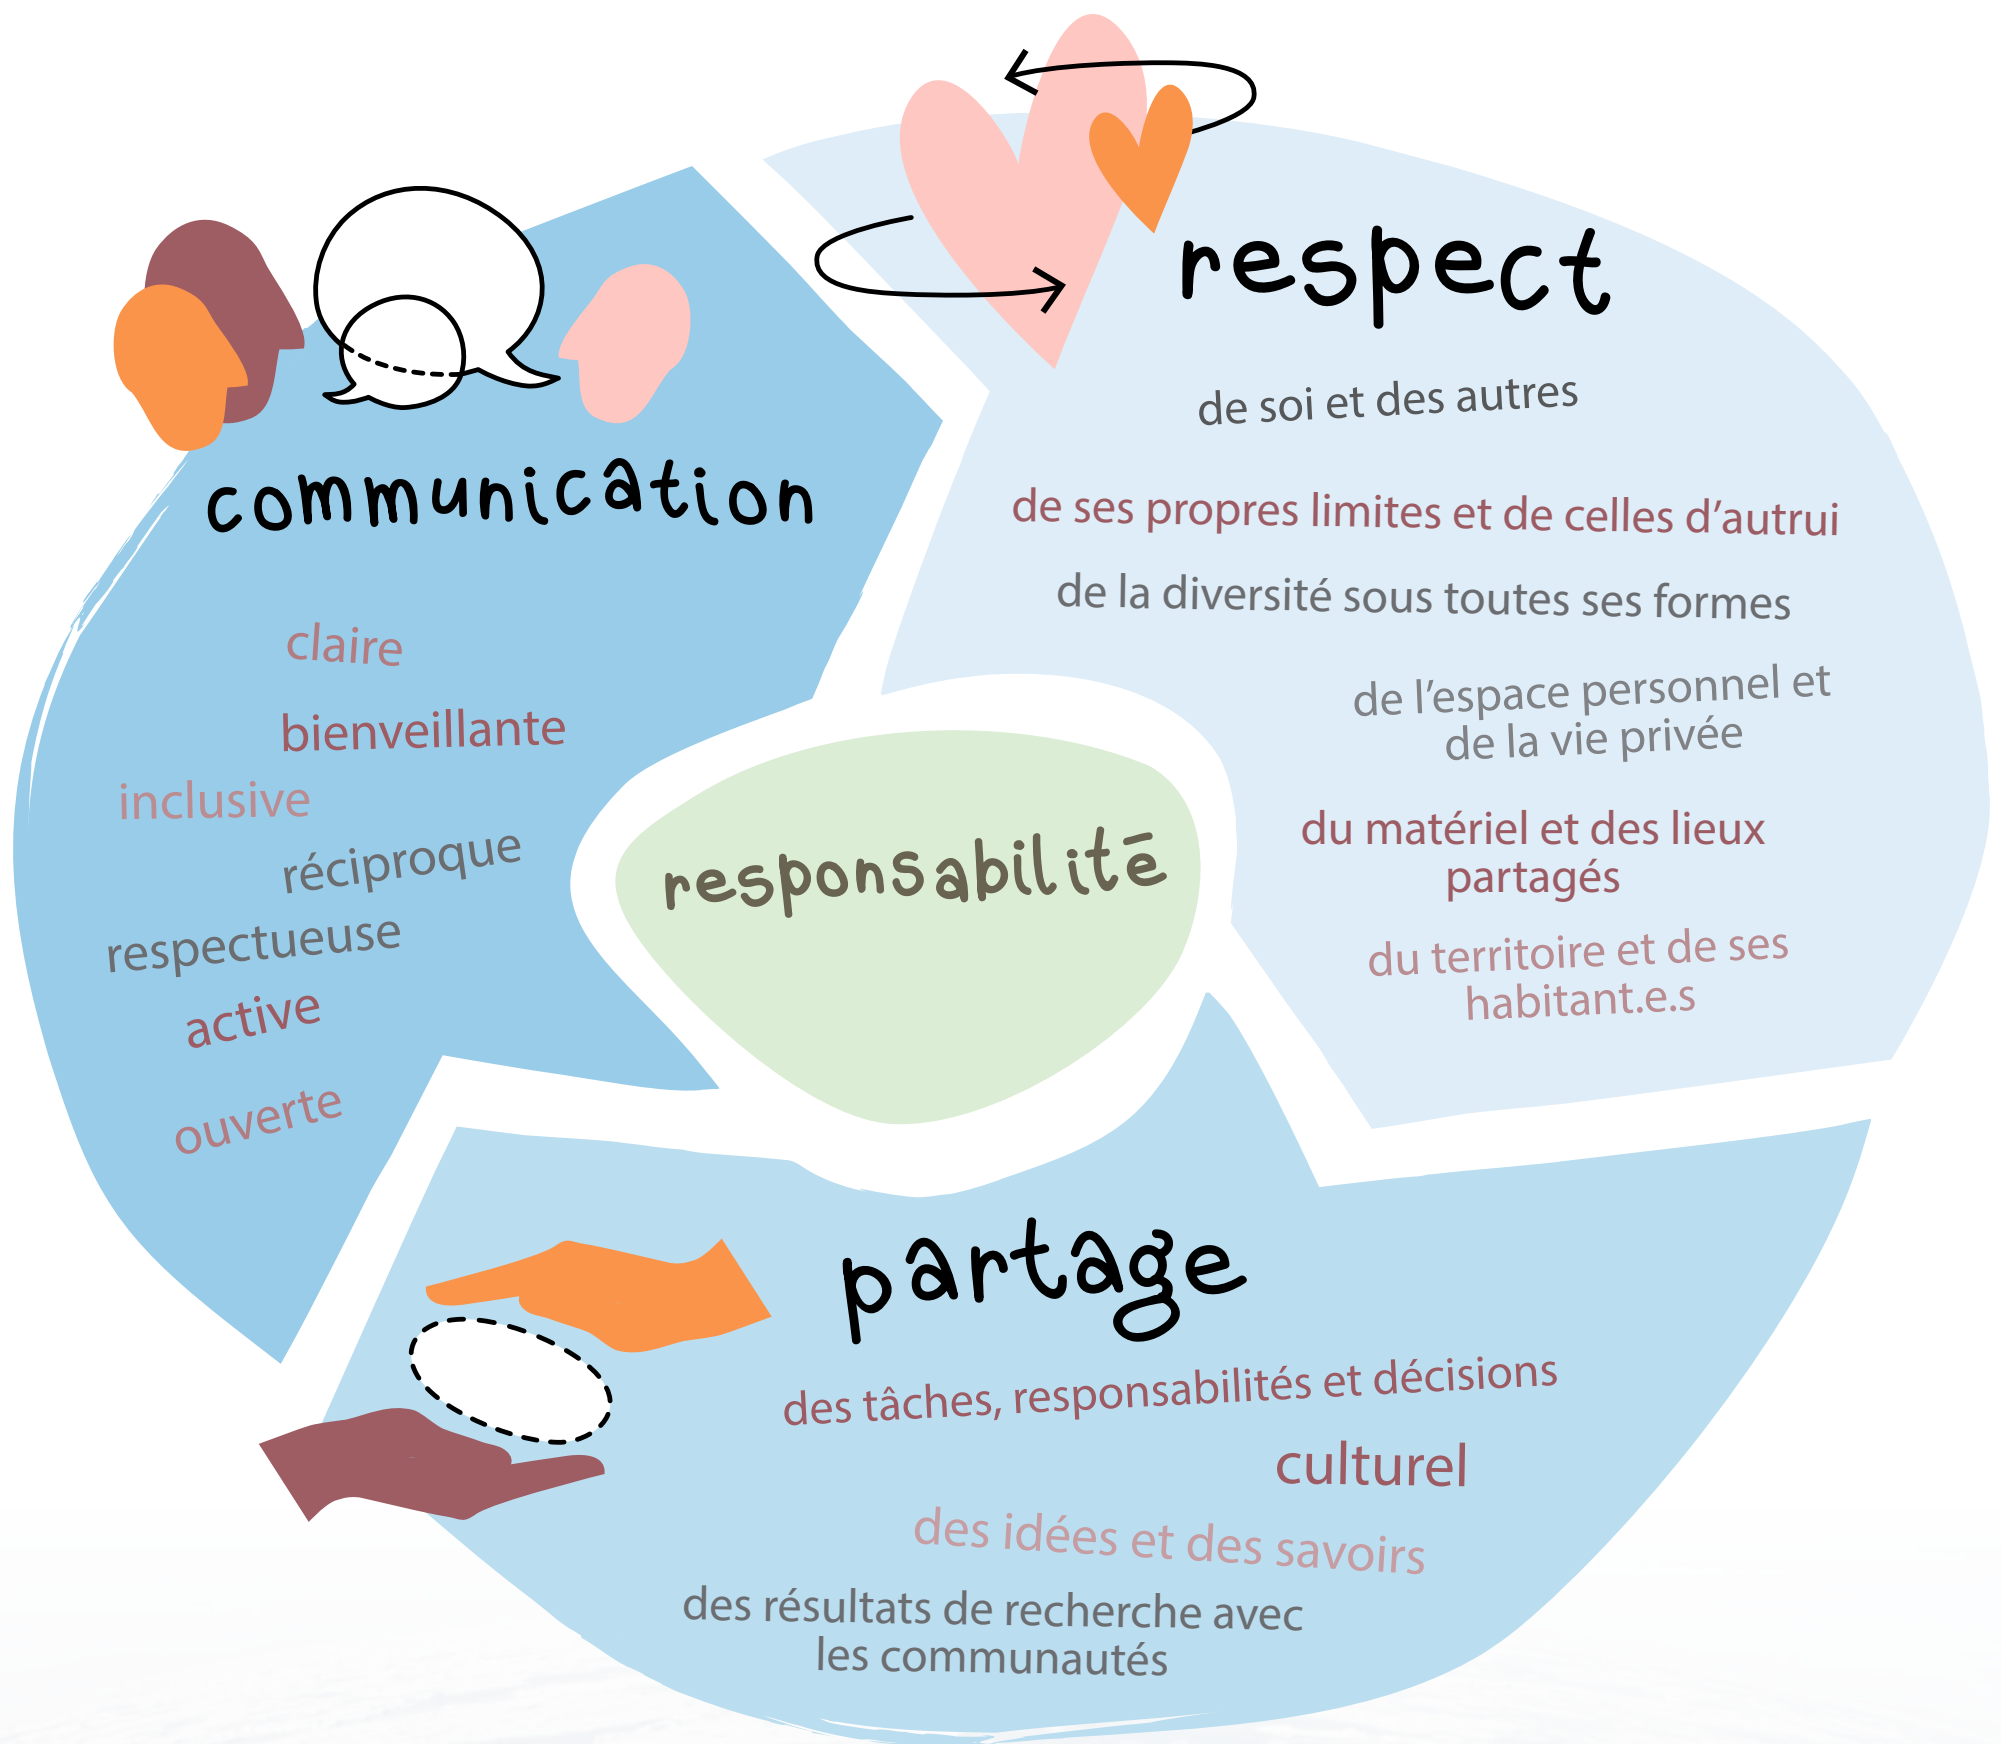 communication
claire
bienveillante
inclusive
réciproque
respectueuse
active
ouverte
respect
de soi et des autres
de ses propres limites et de celles d’autrui
de la diversité sous toutes ses formes
de l’espace personnel et
de la vie privée
du matériel et des lieux
partagés
du territoire et de ses
habitant.e.s
responsabilité
partage
des tâches, responsabilités et décisions
culturel
des idées et des savoirs
des résultats de recherche avec
les communautés